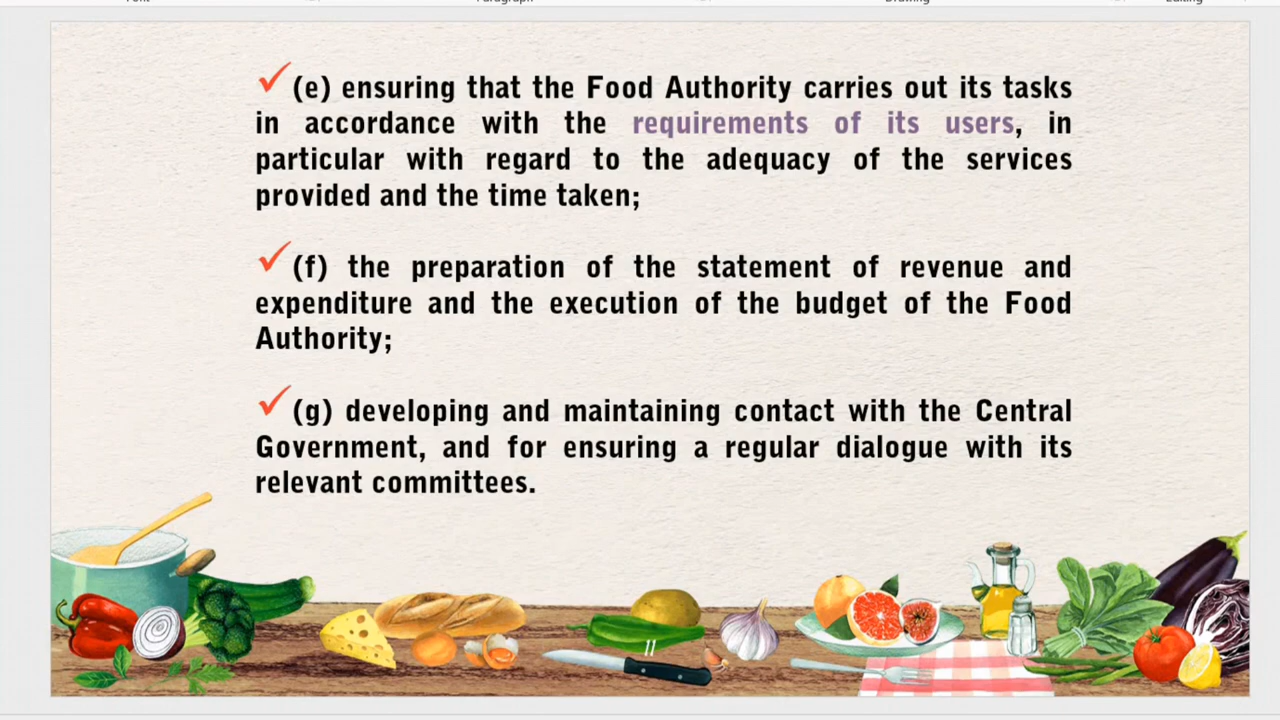 (e) ensuring that the Food Authority carries out its tasks
in accordance with the requirements of its users, in
particular with regard to the adequacy of the services
provided and the time taken;
(f) the preparation of the statement of revenue and
expenditure and the execution of the budget of the Food
Authority;
(g) developing and maintaining contact with the Central
Government, and for ensuring a regular dialogue with its
relevant committees.